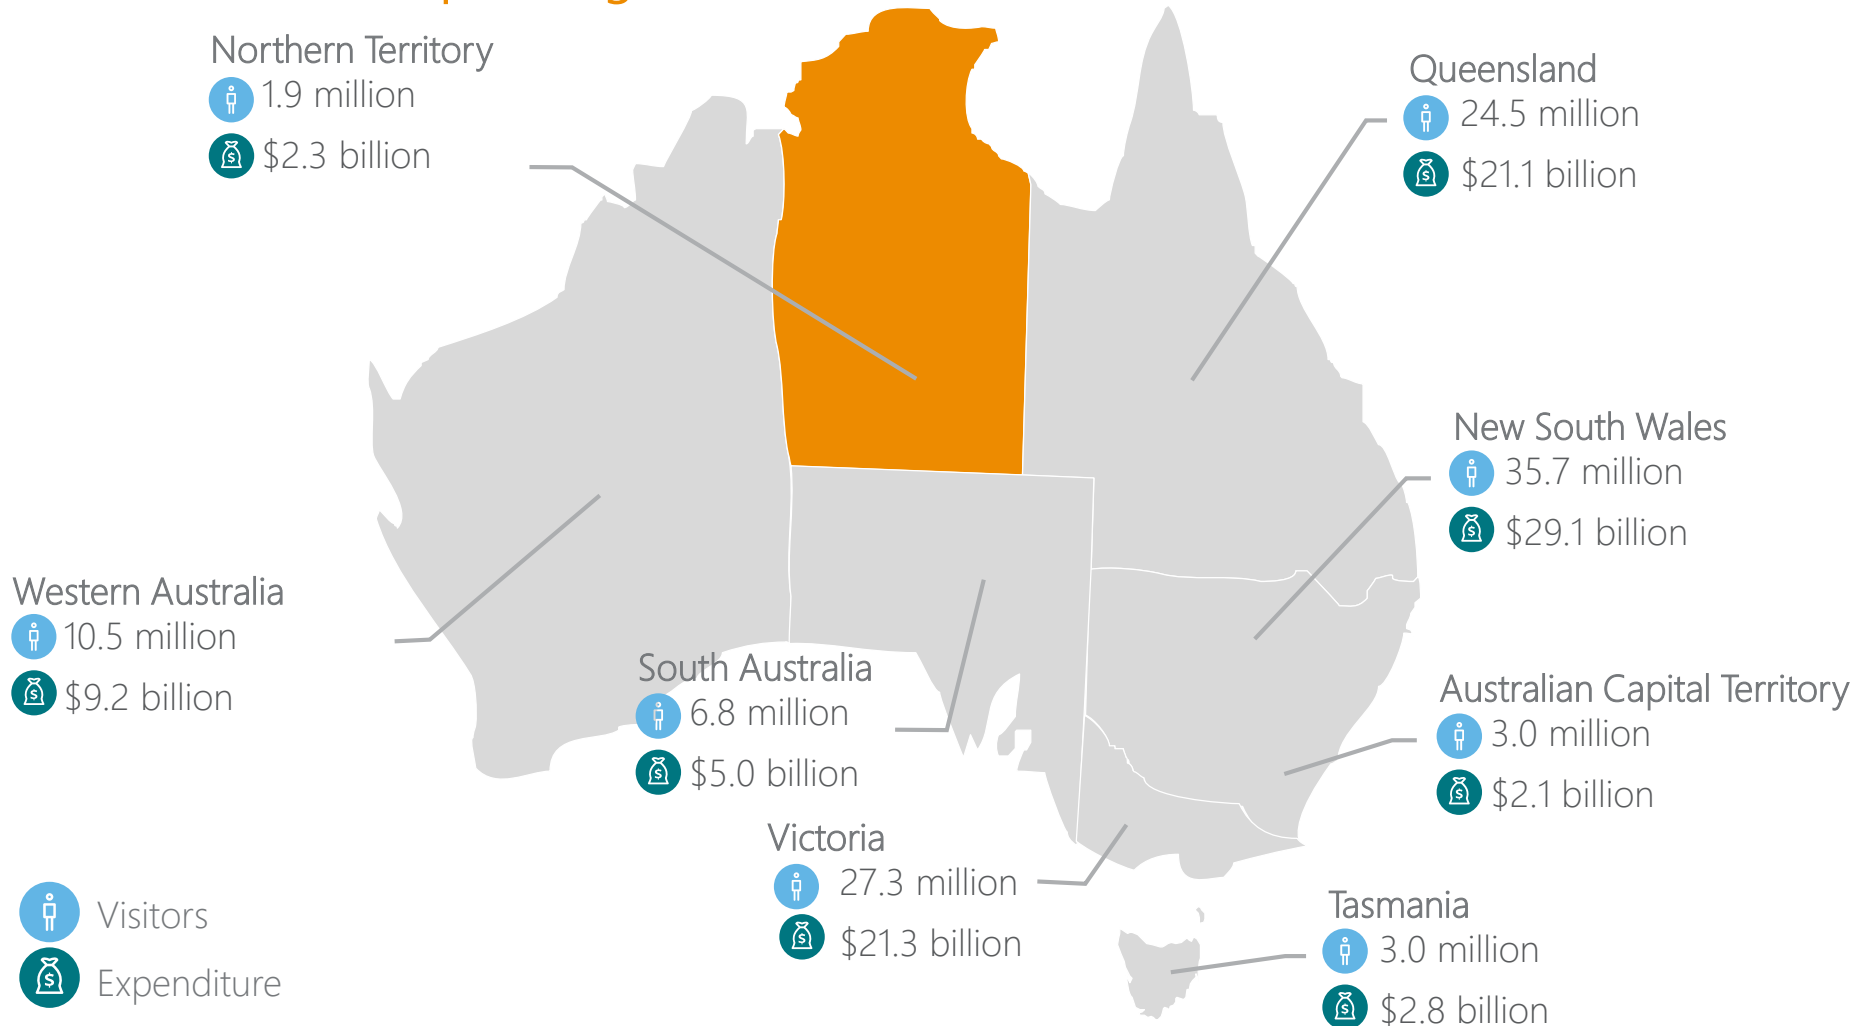 Northern Territory
1.9 million
$2.3 billion
Queensland
24.5 million
$21.1 billion
New South Wales
35.7 million
$29.1 billion
Western Australia
10.5 million
$9.2 billion
South Australia
6.8 million
$5.0 billion
Australian Capital Territory
3.0 million
$2.1 billion
Victoria
27.3 million
$21.3 billion
Tasmania
3.0 million
$2.8 billion
Visitors
Expenditure